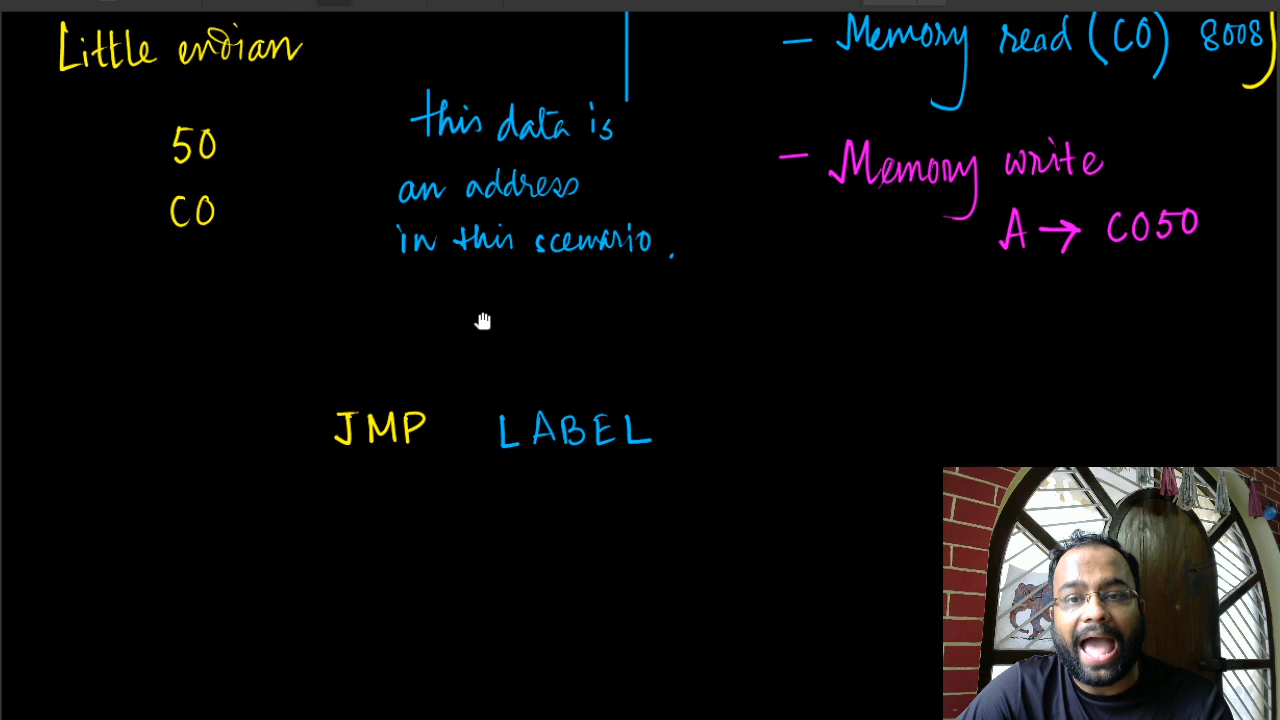 Little endian
50
C0
this data is
an address
in this scenario.
– Memory read (C0) 8008
– Memory write
A → C050
JMP LABEL